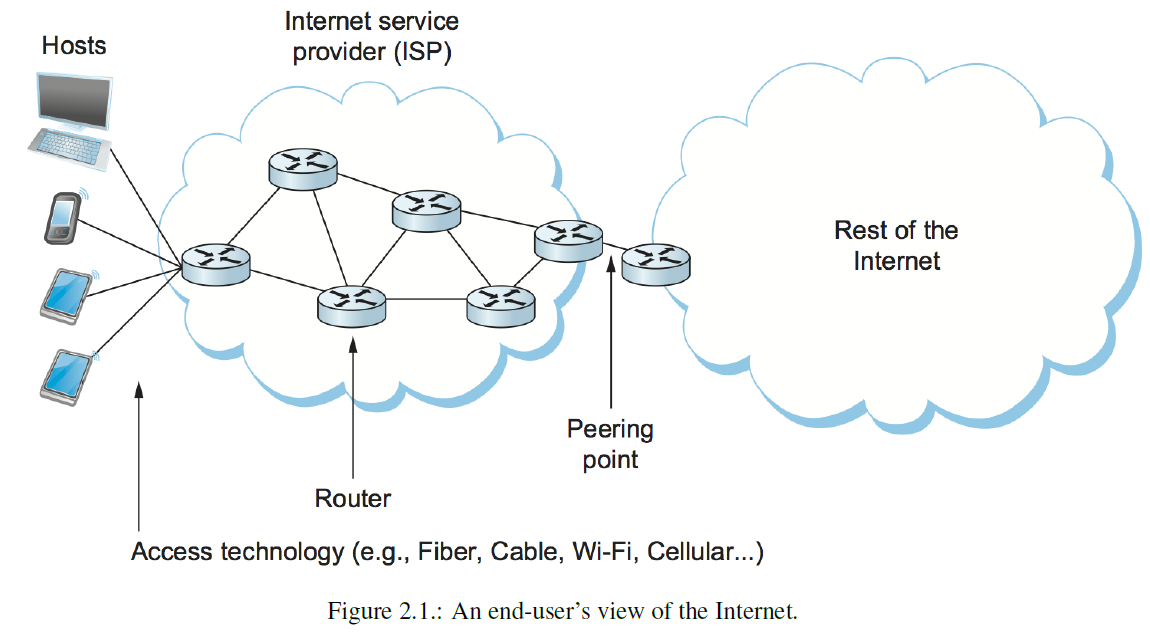 Hosts
Internet service
provider (ISP)
Rest of the
Internet
Peering
point
Router
Access technology (e.g., Fiber, Cable, Wi-Fi, Cellular...)
Figure 2.1.: An end-user’s view of the Internet.